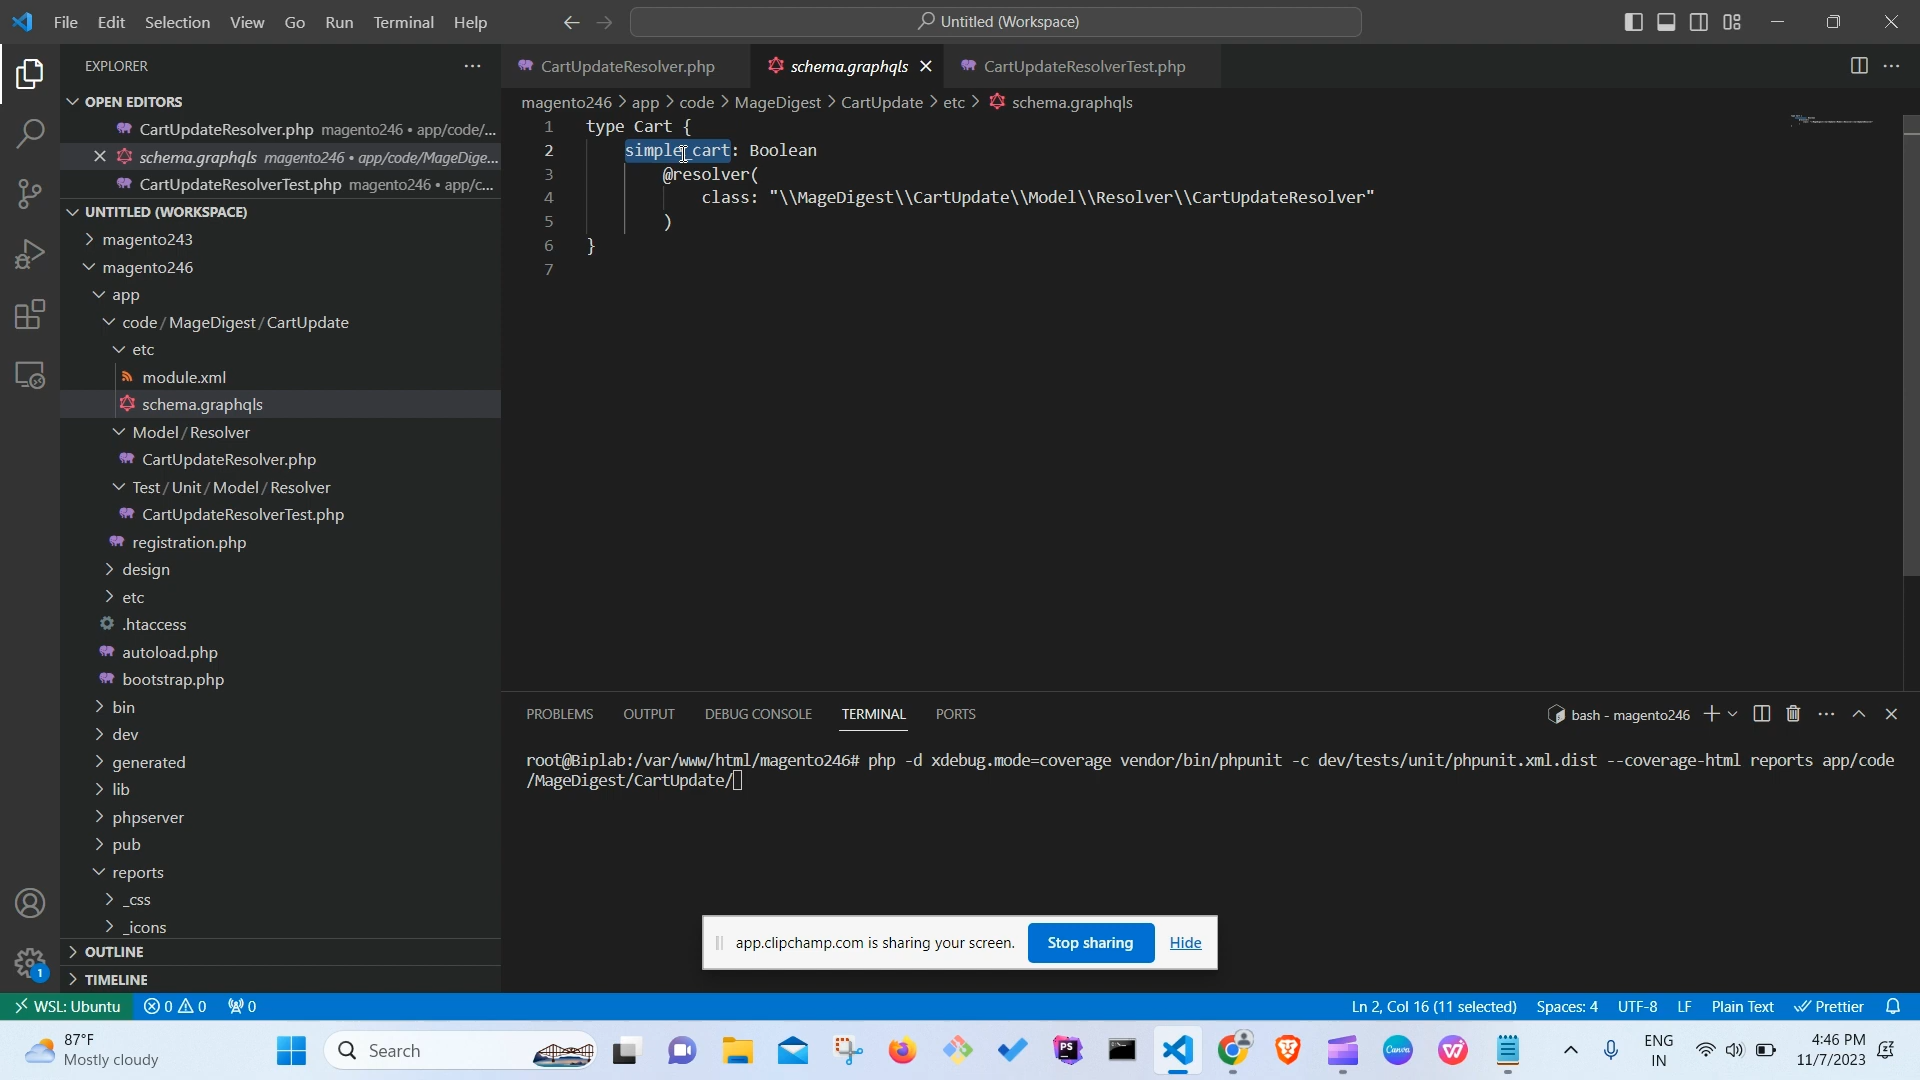 File Edit Selection View Go Run Terminal Help
Untitled (Workspace)
EXPLORER
OPEN EDITORS
CartUpdateResolver.php magento246 • app/code/...
schema.graphqls magento246 • app/code/MageDige...
CartUpdateResolverTest.php magento246 • app/c...
UNTITLED (WORKSPACE)
magento243
magento246
app
code / MageDigest / CartUpdate
etc
module.xml
schema.graphqls
Model / Resolver
CartUpdateResolver.php
Test / Unit / Model / Resolver
CartUpdateResolverTest.php
registration.php
design
etc
.htaccess
autoload.php
bootstrap.php
bin
dev
generated
lib
phpserver
pub
reports
_css
_icons
OUTLINE
TIMELINE
CartUpdateResolver.php schema.graphqls CartUpdateResolverTest.php
magento246 > app > code > MageDigest > CartUpdate > etc > schema.graphqls
1 type Cart {
2 simple_cart: Boolean
3 @resolver(
4 class: "\\MageDigest\\CartUpdate\\Model\\Resolver\\CartUpdateResolver"
5 )
6 }
7
PROBLEMS OUTPUT DEBUG CONSOLE TERMINAL PORTS
bash - magento246
root@Biplab:/var/www/html/magento246# php -d xdebug.mode=coverage vendor/bin/phpunit -c dev/tests/unit/phpunit.xml.dist --coverage-html reports app/code
/MageDigest/CartUpdate/
app.clipchamp.com is sharing your screen. Stop sharing Hide
1
WSL: Ubuntu 0 0 0 Ln 2, Col 16 (11 selected) Spaces: 4 UTF-8 LF Plain Text Prettier
87°F
Mostly cloudy
Search
PS
Canva
ENG
IN
4:46 PM
11/7/2023